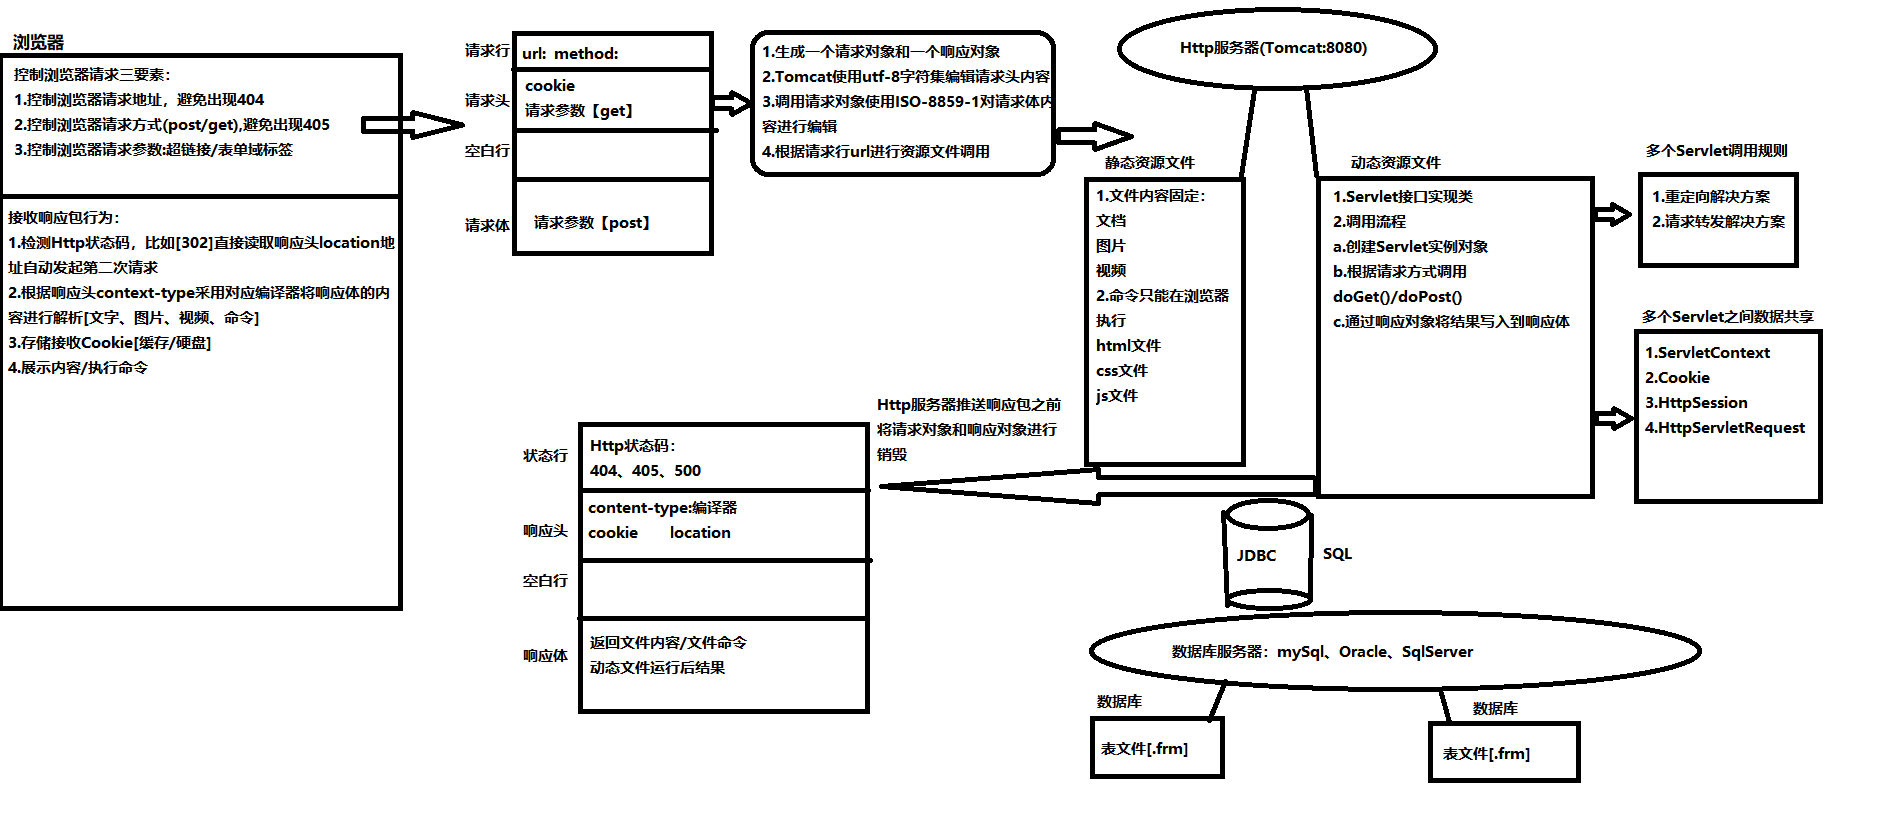 浏览器
控制浏览器请求三要素：
1.控制浏览器请求地址，避免出现404
2.控制浏览器请求方式(post/get),避免出现405
3.控制浏览器请求参数:超链接/表单域标签
接收响应包行为：
1.检测Http状态码，比如[302]直接读取响应头location地
址自动发起第二次请求
2.根据响应头context-type采用对应编译器将响应体的内
容进行解析[文字、图片、视频、命令]
3.存储接收Cookie[缓存/硬盘]
4.展示内容/执行命令
请求行
url: method:
请求头
cookie
请求参数【get】
空白行
请求体
请求参数【post】
1.生成一个请求对象和一个响应对象
2.Tomcat使用utf-8字符集编辑请求头内容
3.调用请求对象使用ISO-8859-1对请求体内
容进行编辑
4.根据请求行url进行资源文件调用
Http服务器(Tomcat:8080)
静态资源文件
1.文件内容固定：
文档
图片
视频
2.命令只能在浏览器
执行
html文件
css文件
js文件
动态资源文件
1.Servlet接口实现类
2.调用流程
a.创建Servlet实例对象
b.根据请求方式调用
doGet()/doPost()
c.通过响应对象将结果写入到响应体
多个Servlet调用规则
1.重定向解决方案
2.请求转发解决方案
多个Servlet之间数据共享
1.ServletContext
2.Cookie
3.HttpSession
4.HttpServletRequest
Http服务器推送响应包之前
将请求对象和响应对象进行
销毁
状态行
Http状态码：
404、405、500
响应头
content-type:编译器
cookie location
空白行
响应体
返回文件内容/文件命令
动态文件运行后结果
JDBC
SQL
数据库服务器：mySql、Oracle、SqlServer
数据库
表文件[.frm]
数据库
表文件[.frm]